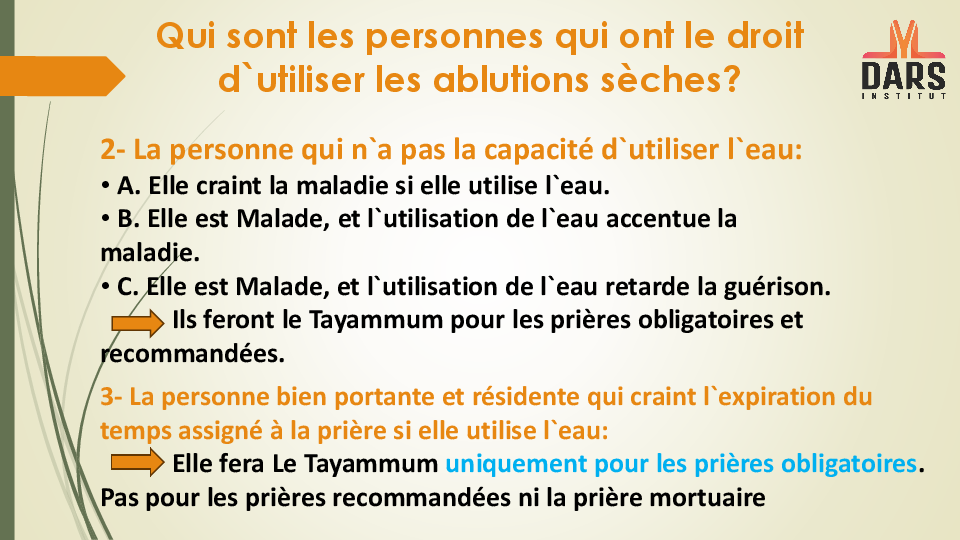 Qui sont les personnes qui ont le droit
d`utiliser les ablutions sèches?
DARS
INSTITUT
2- La personne qui n`a pas la capacité d`utiliser l`eau:
• A. Elle craint la maladie si elle utilise l`eau.
• B. Elle est Malade, et l`utilisation de l`eau accentue la
maladie.
• C. Elle est Malade, et l`utilisation de l`eau retarde la guérison.
Ils feront le Tayammum pour les prières obligatoires et
recommandées.
3- La personne bien portante et résidente qui craint l`expiration du
temps assigné à la prière si elle utilise l`eau:
Elle fera Le Tayammum uniquement pour les prières obligatoires.
Pas pour les prières recommandées ni la prière mortuaire